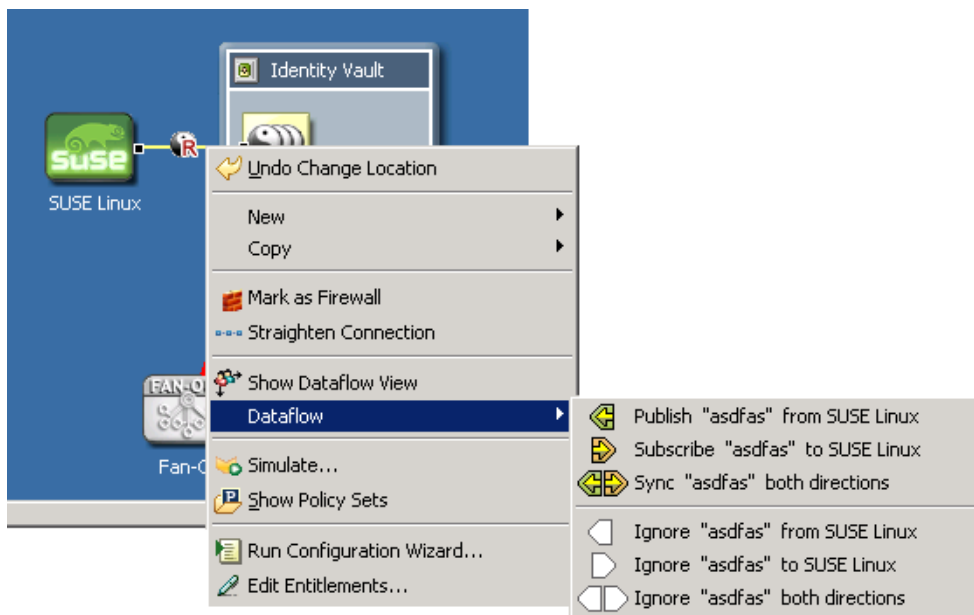 Identity Vault
SUSE
SUSE Linux
R
Undo Change Location
New
Copy
Mark as Firewall
Straighten Connection
FAN-O
Show Dataflow View
Dataflow
Publish "asdfas" from SUSE Linux
Subscribe "asdfas" to SUSE Linux
Sync "asdfas" both directions
Fan-O
Simulate...
Show Policy Sets
Ignore "asdfas" from SUSE Linux
Ignore "asdfas" to SUSE Linux
Ignore "asdfas" both directions
Run Configuration Wizard...
Edit Entitlements...